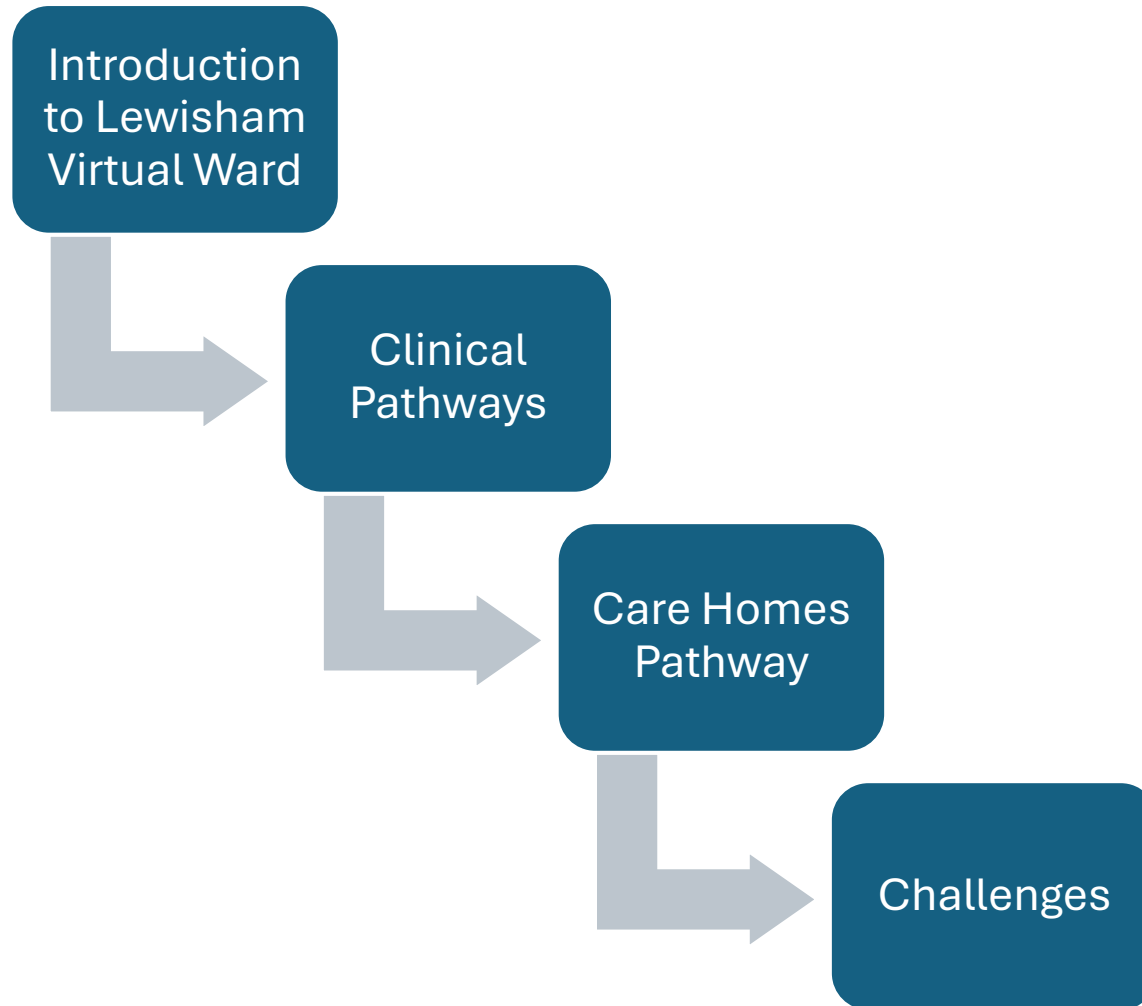 Introduction
to Lewisham
Virtual Ward
Clinical
Pathways
Care Homes
Pathway
Challenges